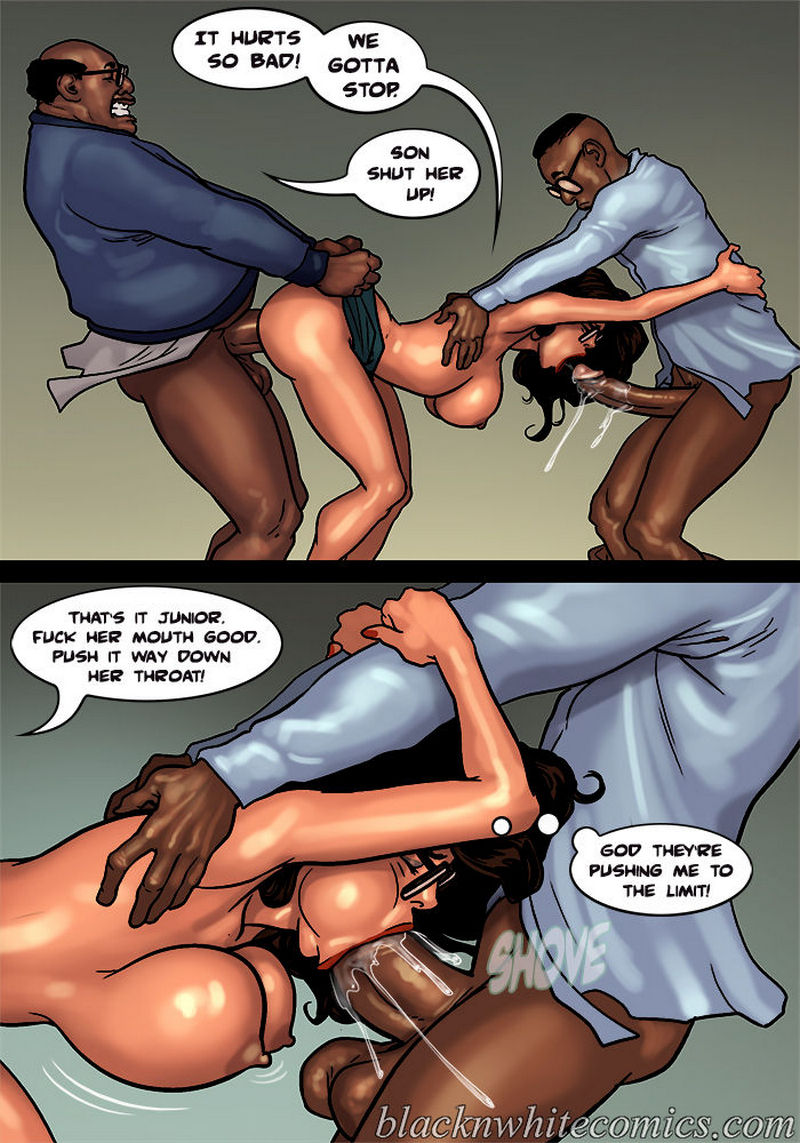 IT HURTS
SO BAD!
WE
GOTTA
STOP.
SON
SHUT HER
UP!
THAT'S IT JUNIOR.
FUCK HER MOUTH GOOD.
PUSH IT WAY DOWN
HER THROAT!
GOD THEY'RE
PUSHING ME TO
THE LIMIT!
SHOVE
blacknwhitecomics.com